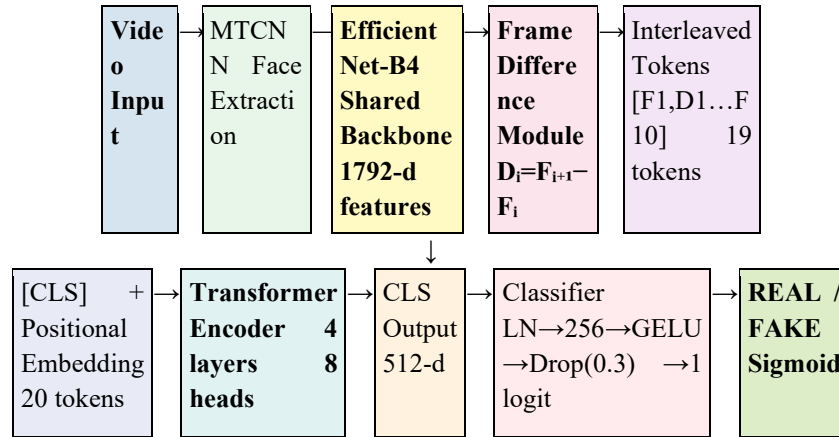 Vide
o
Inpu
t
→
MTCN
N Face
Extracti
on
Efficient
Net-B4
Shared
Backbone
1792-d
features
→
Frame
Differe
nce
Module
Dᵢ=Fᵢ₊₁−
Fᵢ
→
Interleaved
Tokens
[F1,D1…F
10] 19
tokens
↓
[CLS] +
Positional
Embedding
20 tokens
→
Transformer
Encoder 4
layers 8
heads
→
CLS
Output
512-d
→
Classifier
LN→256→GELU
→Drop(0.3) →1
logit
→
REAL /
FAKE
Sigmoid